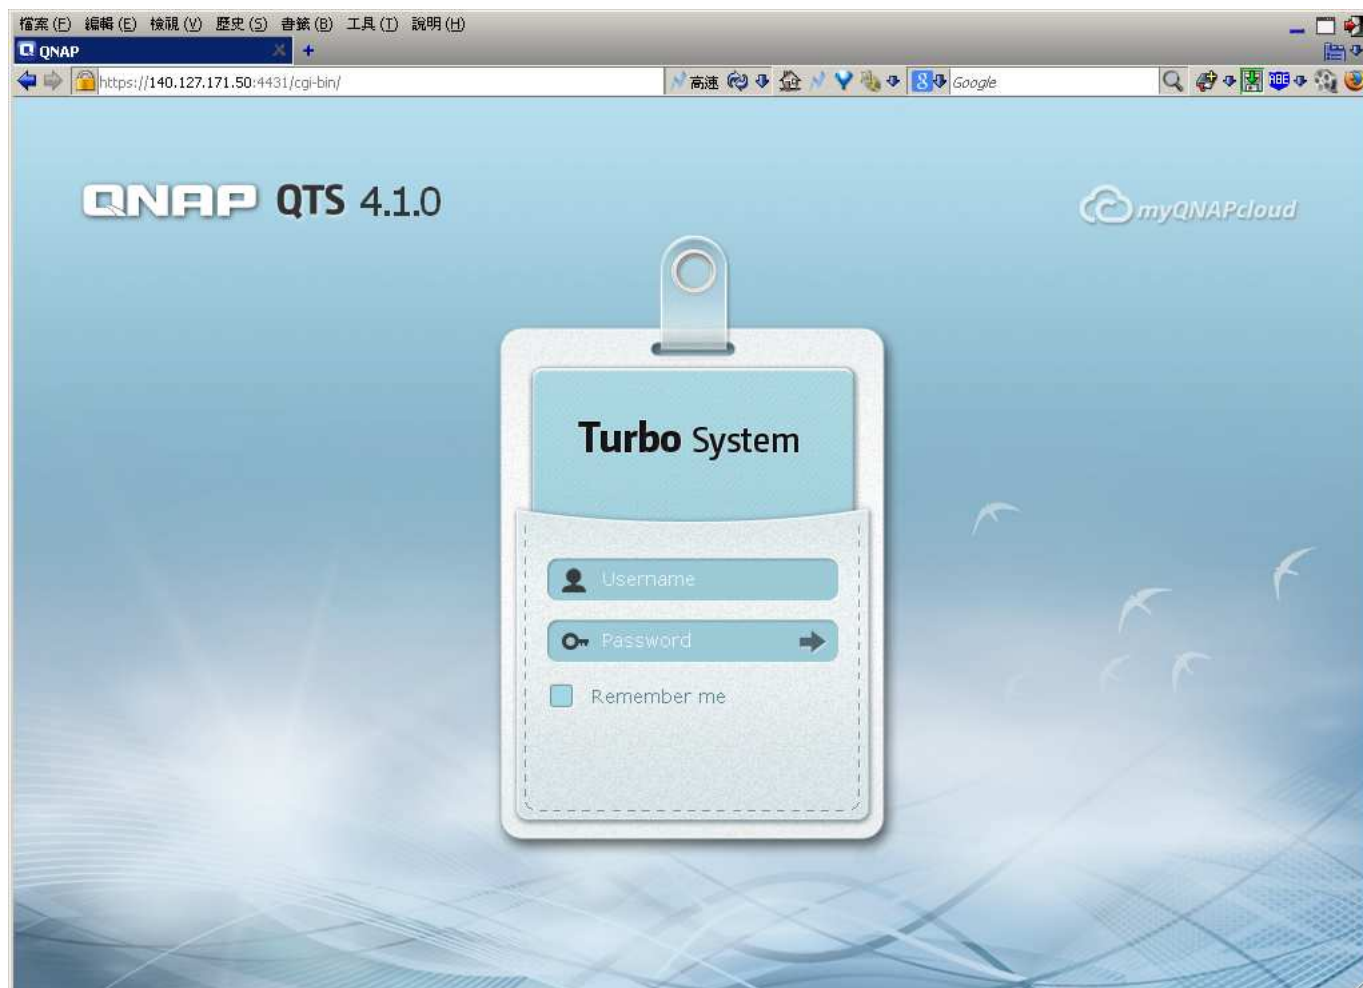 檔案(F) 編輯(E) 檢視(V) 歷史(S) 書籤(B) 工具(T) 說明(H)
QNAP
https://140.127.171.50:4431/cgi-bin/ 高速 Google
QNAP QTS 4.1.0
myQNAPcloud
Turbo System
Username
Password
Remember me